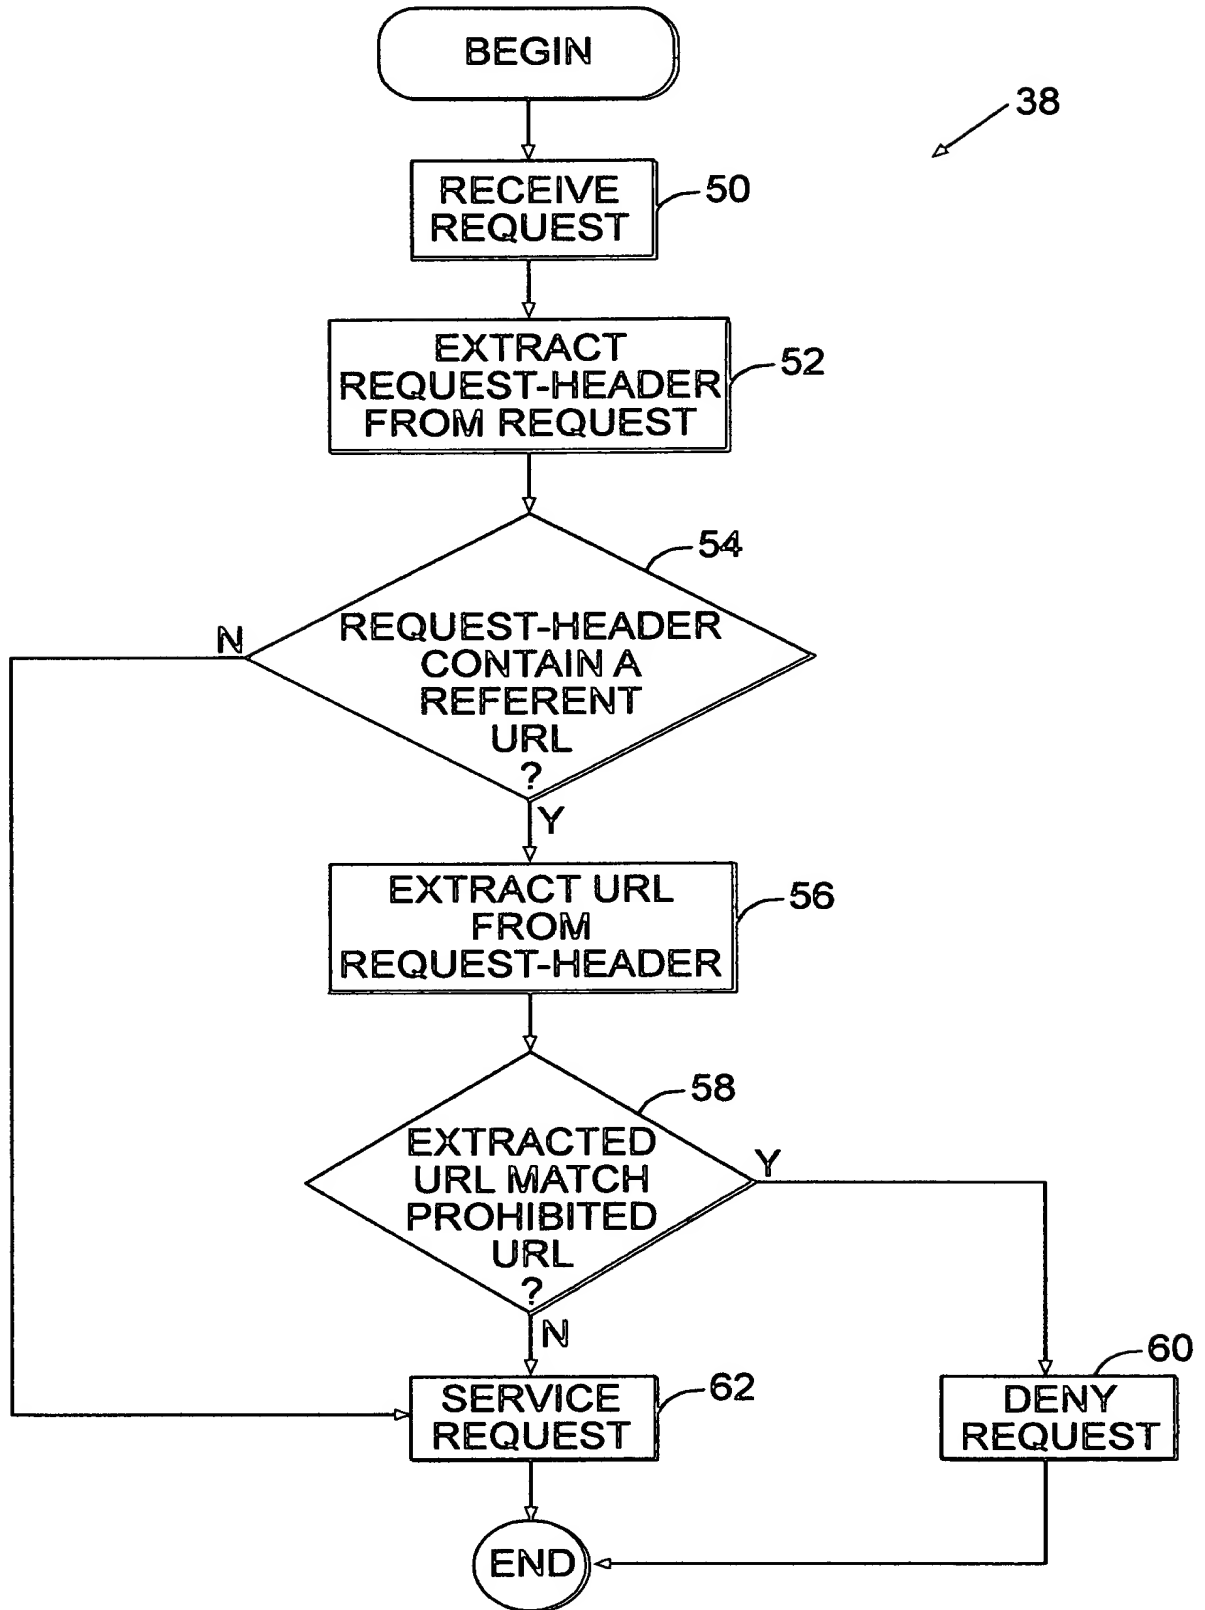 BEGIN
38
RECEIVE
REQUEST
50
EXTRACT
REQUEST-HEADER
FROM REQUEST
52
54
REQUEST-HEADER
CONTAIN A
REFERENT
URL
?
N
Y
EXTRACT URL
FROM
REQUEST-HEADER
56
58
EXTRACTED
URL MATCH
PROHIBITED
URL
?
Y
N
SERVICE
REQUEST
62
60
DENY
REQUEST
END